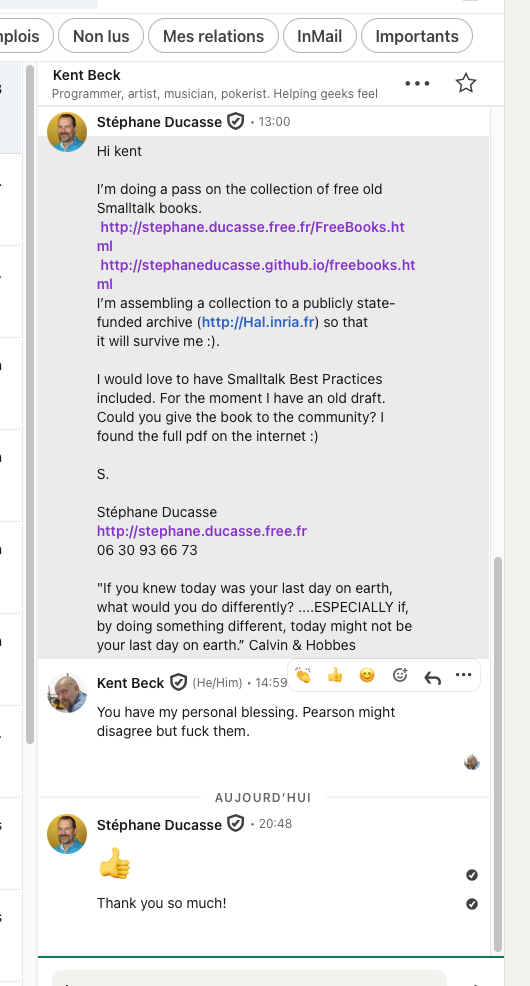 nplois
Non lus
Mes relations
InMail
Importants
Kent Beck
Programmer, artist, musician, pokerist. Helping geeks feel
Stéphane Ducasse • 13:00
Hi kent
I’m doing a pass on the collection of free old
Smalltalk books.
http://stephane.ducasse.free.fr/FreeBooks.ht
ml
http://stephaneducasse.github.io/freebooks.ht
ml
I’m assembling a collection to a publicly state-
funded archive (http://Hal.inria.fr) so that
it will survive me :).
I would love to have Smalltalk Best Practices
included. For the moment I have an old draft.
Could you give the book to the community? I
found the full pdf on the internet :)
S.
Stéphane Ducasse
http://stephane.ducasse.free.fr
06 30 93 66 73
"If you knew today was your last day on earth,
what would you do differently? ....ESPECIALLY if,
by doing something different, today might not be
your last day on earth.” Calvin & Hobbes
Kent Beck (He/Him) • 14:59
You have my personal blessing. Pearson might
disagree but fuck them.
AUJOURD’HUI
Stéphane Ducasse • 20:48
👍
Thank you so much!